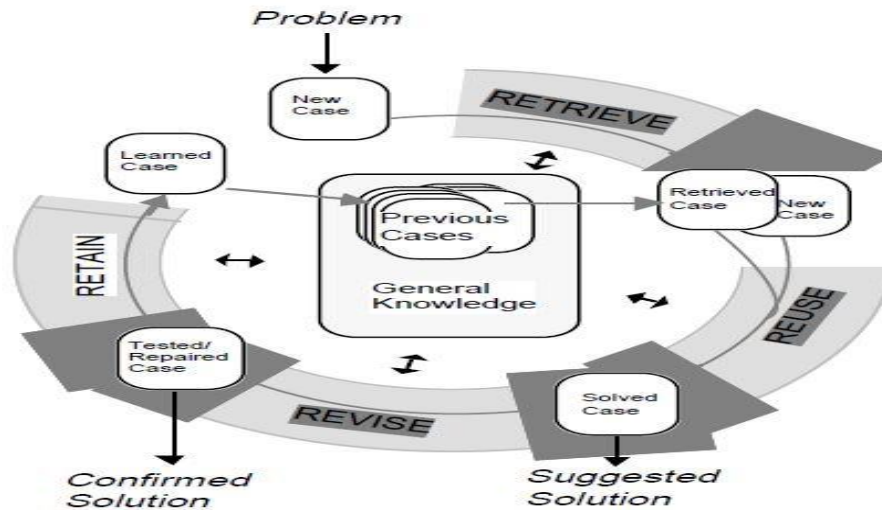 Problem
New
Case
RETRIEVE
Learned
Case
Retrieved
Case
New
Case
Previous
Cases
General
Knowledge
RETAIN
REUSE
Tested/
Repaired
Case
REVISE
Solved
Case
Confirmed
Solution
Suggested
Solution